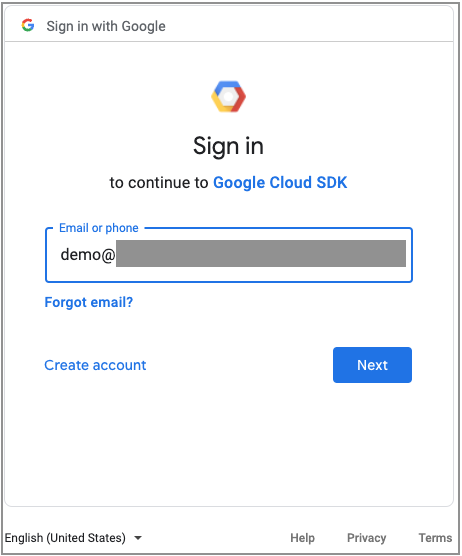 Sign in with Google
Sign in
to continue to Google Cloud SDK
Email or phone
demo@
Forgot email?
Create account Next
English (United States) Help Privacy Terms